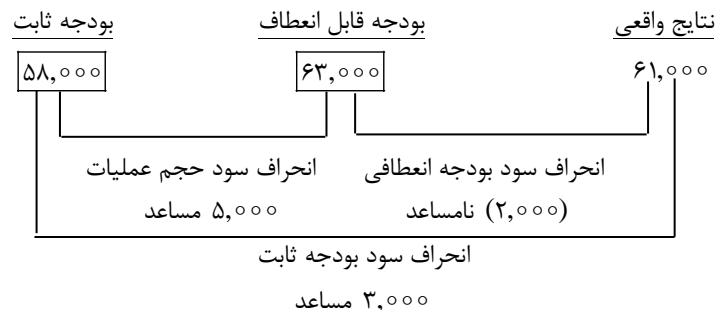 نتایج واقعی بودجه قابل انعطاف بودجه ثابت
۶۱,۰۰۰ ۶۳,۰۰۰ ۵۸,۰۰۰
انحراف سود بودجه انعطافی انحراف سود حجم عملیات
(۲,۰۰۰) نامساعد ۵,۰۰۰ مساعد
انحراف سود بودجه ثابت
۳,۰۰۰ مساعد